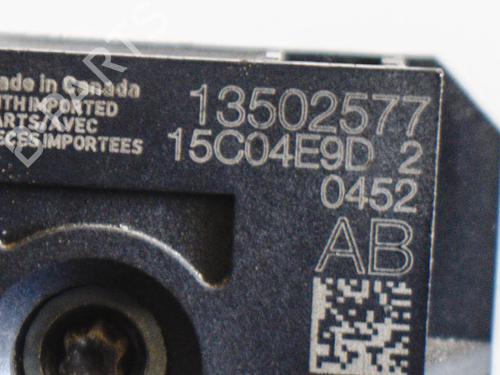 ade in Canada
ITH IMPORTED
ARTS/AVEC
ECES IMPORTEES
13502577
15C04E9D 2
0452
AB